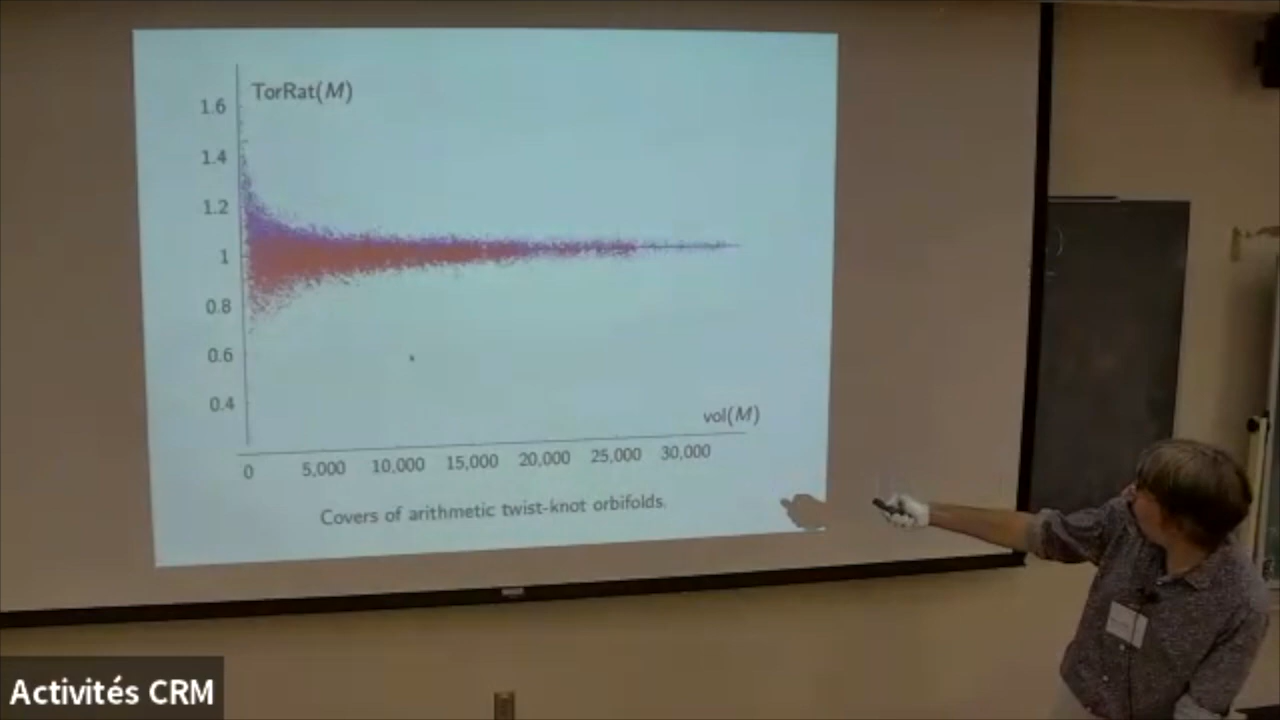 TorRat(M)
1.6
1.4
1.2
1
0.8
0.6
0.4
vol(M)
0 5,000 10,000 15,000 20,000 25,000 30,000
Covers of arithmetic twist-knot orbifolds.
Activités CRM